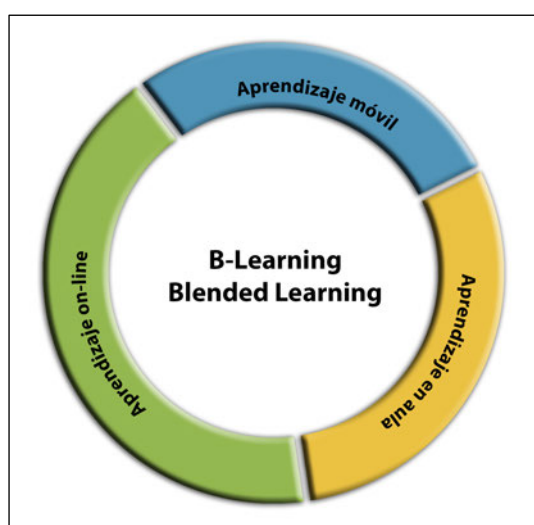 Aprendizaje móvil
B-Learning
Blended Learning
Aprendizaje on-line
Aprendizaje en aula